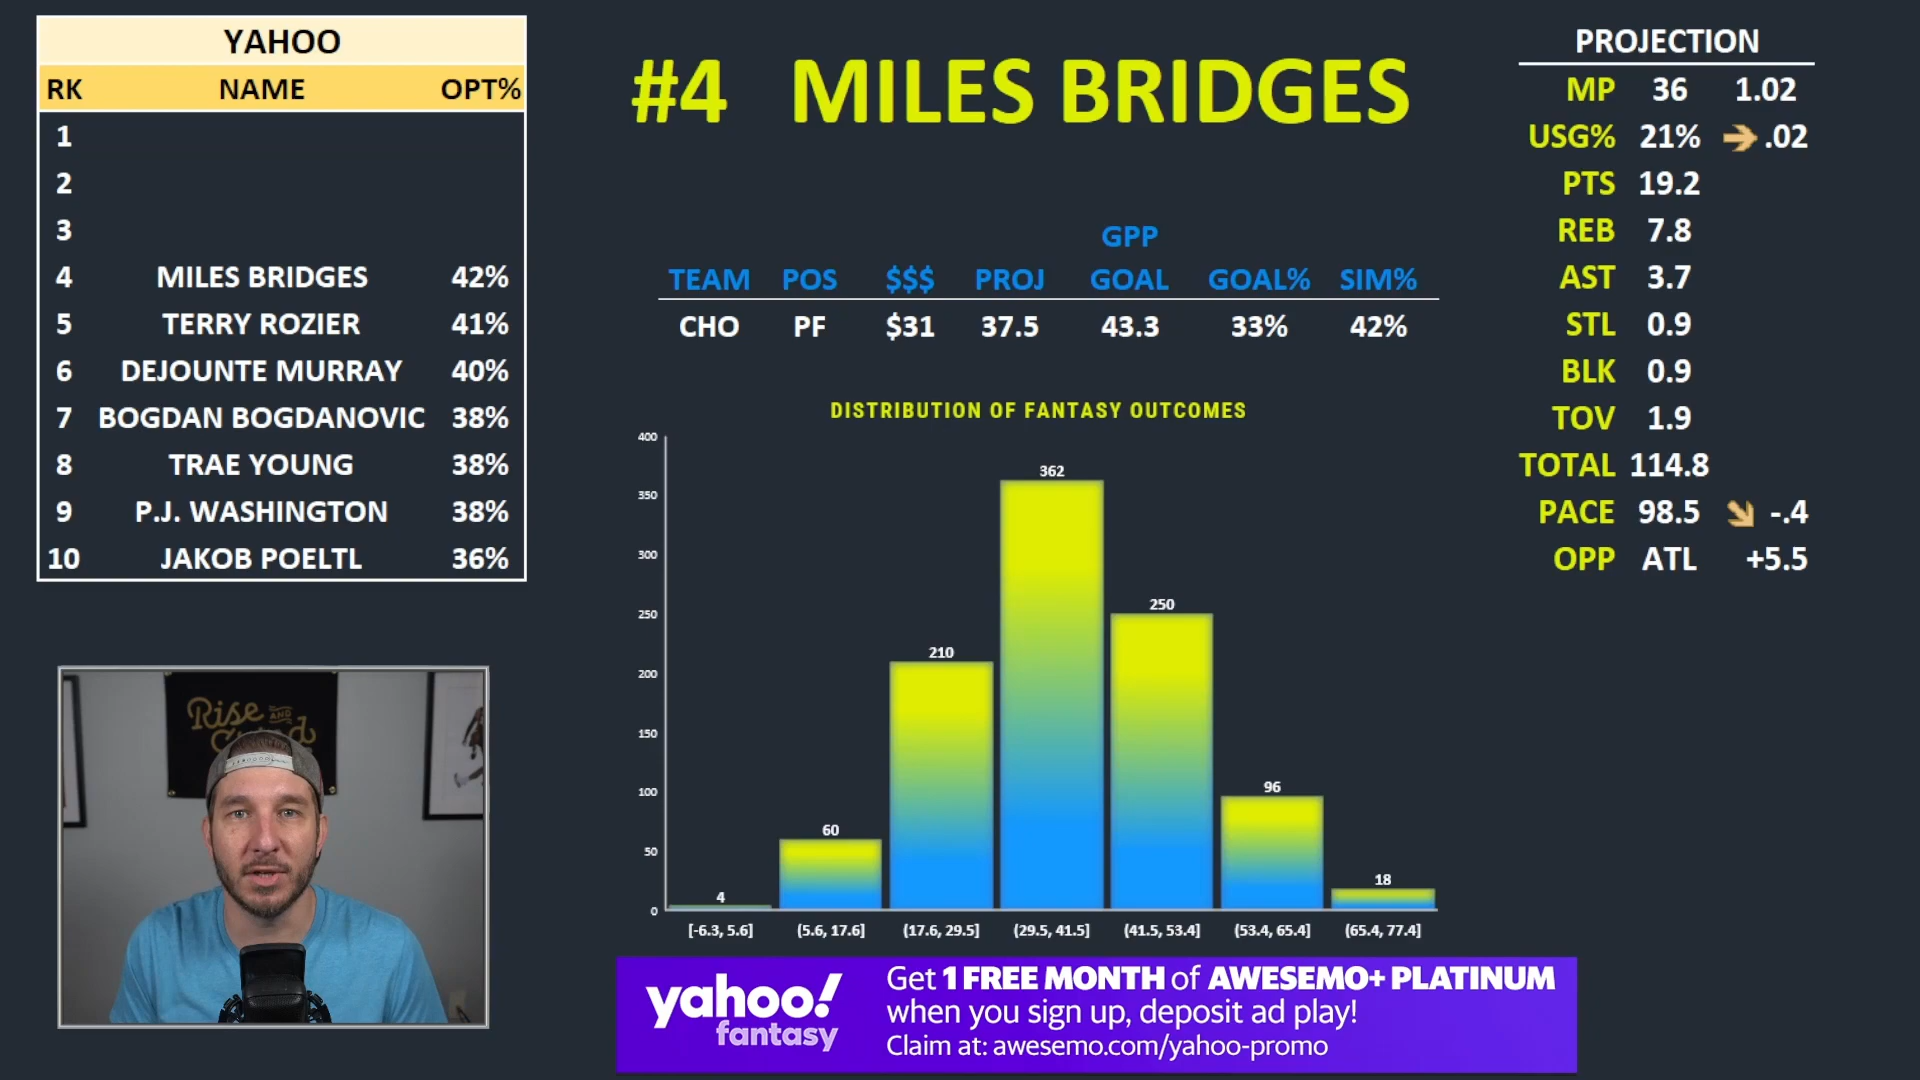 YAHOO
RK NAME OPT%
1
2
3
4 MILES BRIDGES 42%
5 TERRY ROZIER 41%
6 DEJOUNTE MURRAY 40%
7 BOGDAN BOGDANOVIC 38%
8 TRAE YOUNG 38%
9 P.J. WASHINGTON 38%
10 JAKOB POELTL 36%
#4 MILES BRIDGES
GPP
TEAM POS $$$ PROJ GOAL GOAL% SIM%
CHO PF $31 37.5 43.3 33% 42%
DISTRIBUTION OF FANTASY OUTCOMES
400
350
300
250
200
150
100
50
0
4
60
210
362
250
96
18
[-6.3, 5.6] (5.6, 17.6] (17.6, 29.5] (29.5, 41.5] (41.5, 53.4] (53.4, 65.4] (65.4, 77.4]
PROJECTION
MP 36 1.02
USG% 21% .02
PTS 19.2
REB 7.8
AST 3.7
STL 0.9
BLK 0.9
TOV 1.9
TOTAL 114.8
PACE 98.5 -.4
OPP ATL +5.5
Rise AND
yahoo!
fantasy
Get 1 FREE MONTH of AWESEMO+ PLATINUM
when you sign up, deposit ad play!
Claim at: awesemo.com/yahoo-promo